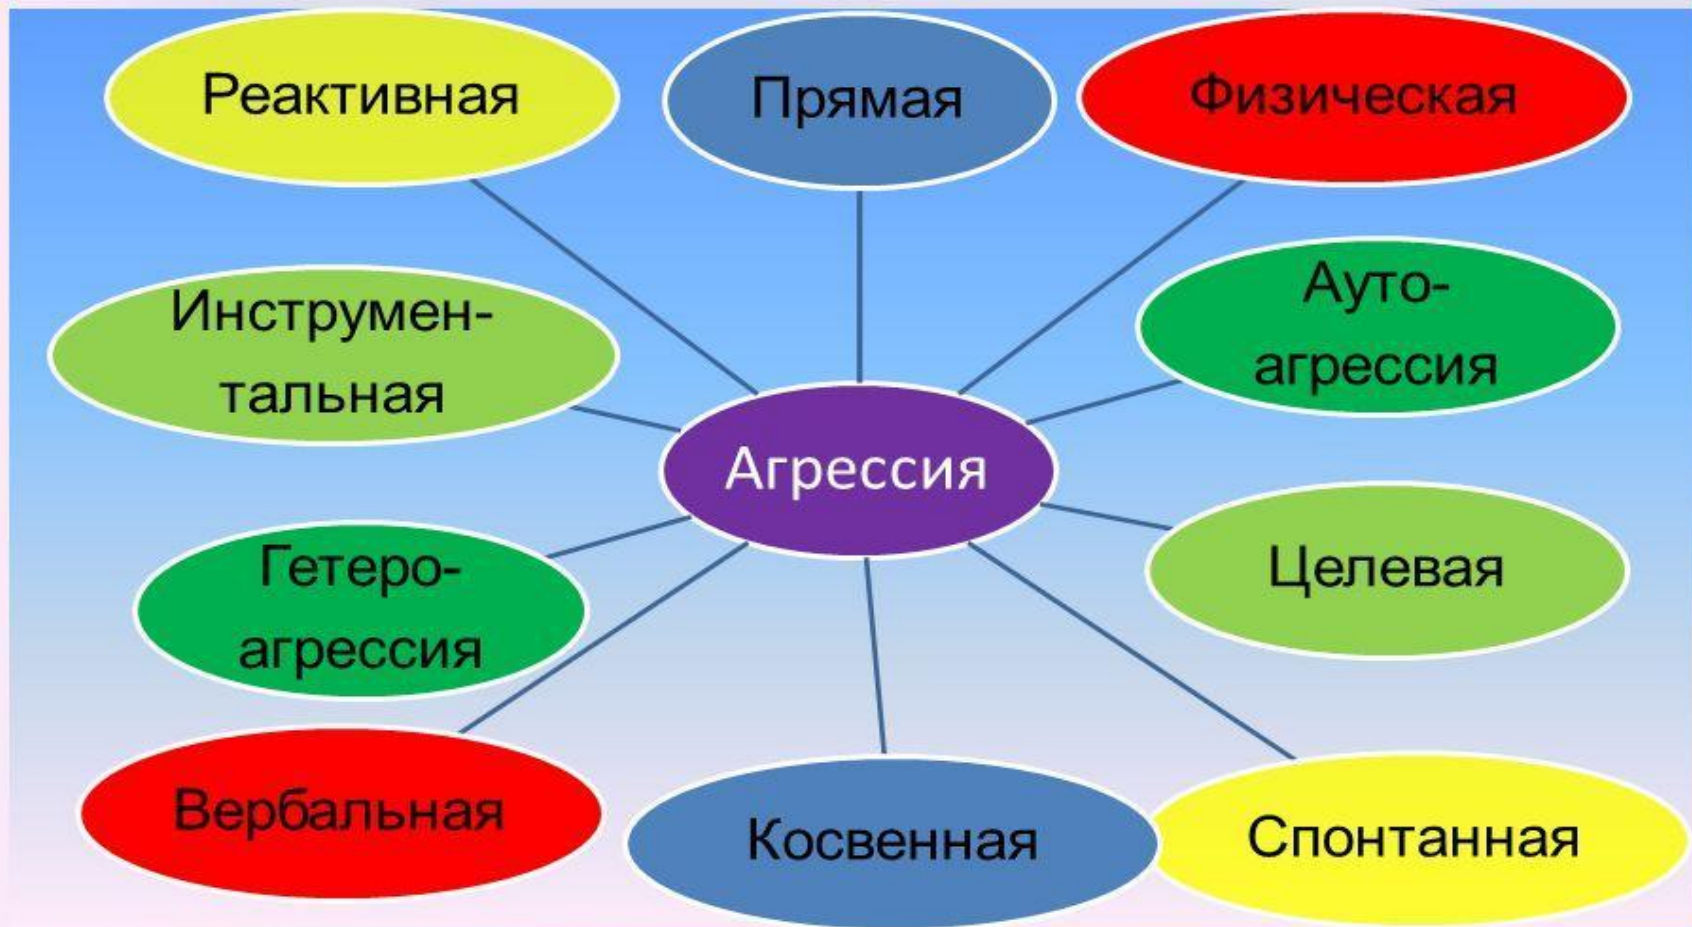 Реактивная
Прямая
Физическая
Инструмен-
тальная
Ауто-
агрессия
Агрессия
Гетеро-
агрессия
Целевая
Вербальная
Косвенная
Спонтанная